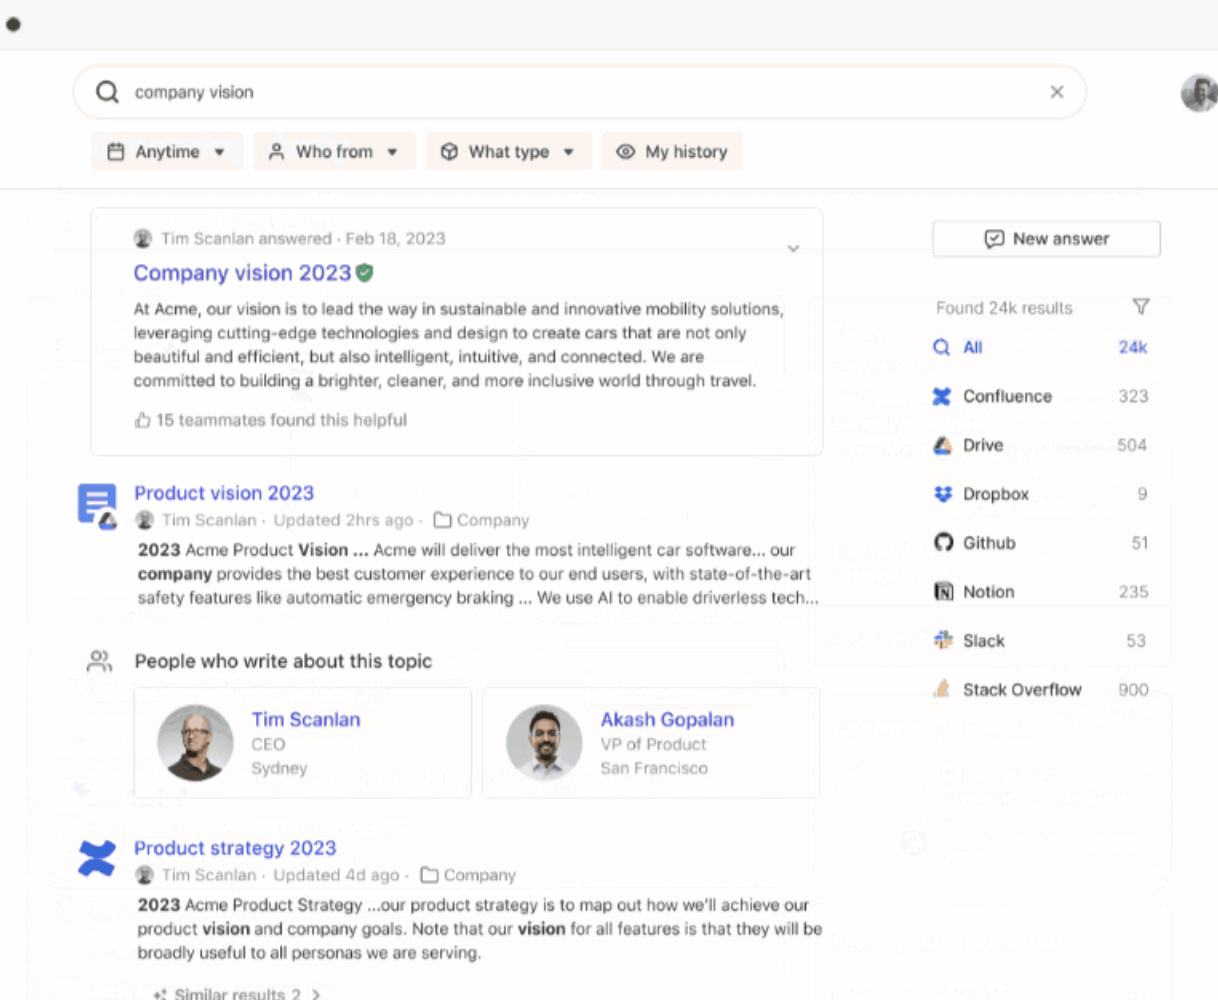 company vision
Anytime
Who from
What type
My history
Tim Scanlan answered · Feb 18, 2023
Company vision 2023
At Acme, our vision is to lead the way in sustainable and innovative mobility solutions,
leveraging cutting-edge technologies and design to create cars that are not only
beautiful and efficient, but also intelligent, intuitive, and connected. We are
committed to building a brighter, cleaner, and more inclusive world through travel.
15 teammates found this helpful
Product vision 2023
Tim Scanlan · Updated 2hrs ago · Company
2023 Acme Product Vision ... Acme will deliver the most intelligent car software... our
company provides the best customer experience to our end users, with state-of-the-art
safety features like automatic emergency braking ... We use AI to enable driverless tech...
People who write about this topic
Tim Scanlan
CEO
Sydney
Akash Gopalan
VP of Product
San Francisco
Product strategy 2023
Tim Scanlan · Updated 4d ago · Company
2023 Acme Product Strategy ...our product strategy is to map out how we'll achieve our
product vision and company goals. Note that our vision for all features is that they will be
broadly useful to all personas we are serving.
Similar results 2
New answer
Found 24k results
All 24k
Confluence 323
Drive 504
Dropbox 9
Github 51
Notion 235
Slack 53
Stack Overflow 900